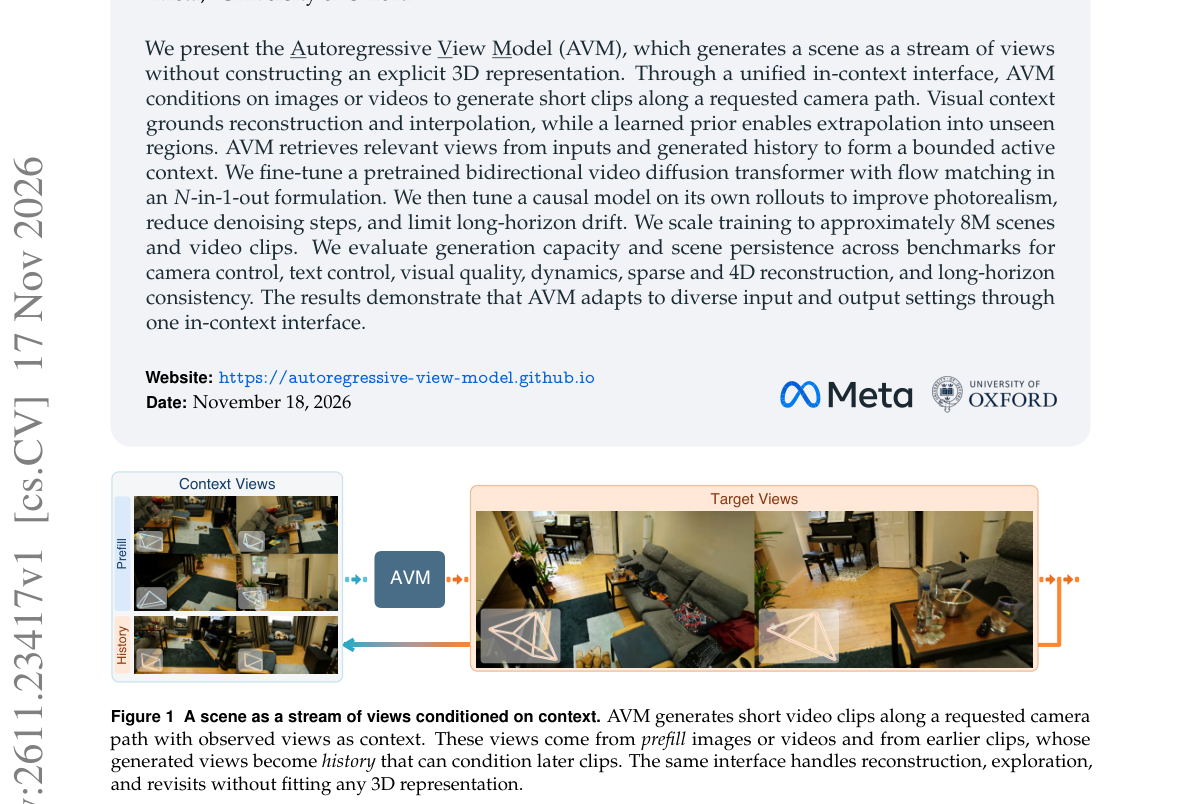 We present the Autoregressive View Model (AVM), which generates a scene as a stream of views
without constructing an explicit 3D representation. Through a unified in-context interface, AVM
conditions on images or videos to generate short clips along a requested camera path. Visual context
grounds reconstruction and interpolation, while a learned prior enables extrapolation into unseen
regions. AVM retrieves relevant views from inputs and generated history to form a bounded active
context. We fine-tune a pretrained bidirectional video diffusion transformer with flow matching in
an N-in-1-out formulation. We then tune a causal model on its own rollouts to improve photorealism,
reduce denoising steps, and limit long-horizon drift. We scale training to approximately 8M scenes
and video clips. We evaluate generation capacity and scene persistence across benchmarks for
camera control, text control, visual quality, dynamics, sparse and 4D reconstruction, and long-horizon
consistency. The results demonstrate that AVM adapts to diverse input and output settings through
one in-context interface.
Website: https://autoregressive-view-model.github.io
Date: November 18, 2026
Meta
UNIVERSITY OF
OXFORD
:2611.23417v1 [cs.CV] 17 Nov 2026
Context Views
Prefill
History
AVM
Target Views
Figure 1 A scene as a stream of views conditioned on context. AVM generates short video clips along a requested camera
path with observed views as context. These views come from prefill images or videos and from earlier clips, whose
generated views become history that can condition later clips. The same interface handles reconstruction, exploration,
and revisits without fitting any 3D representation.